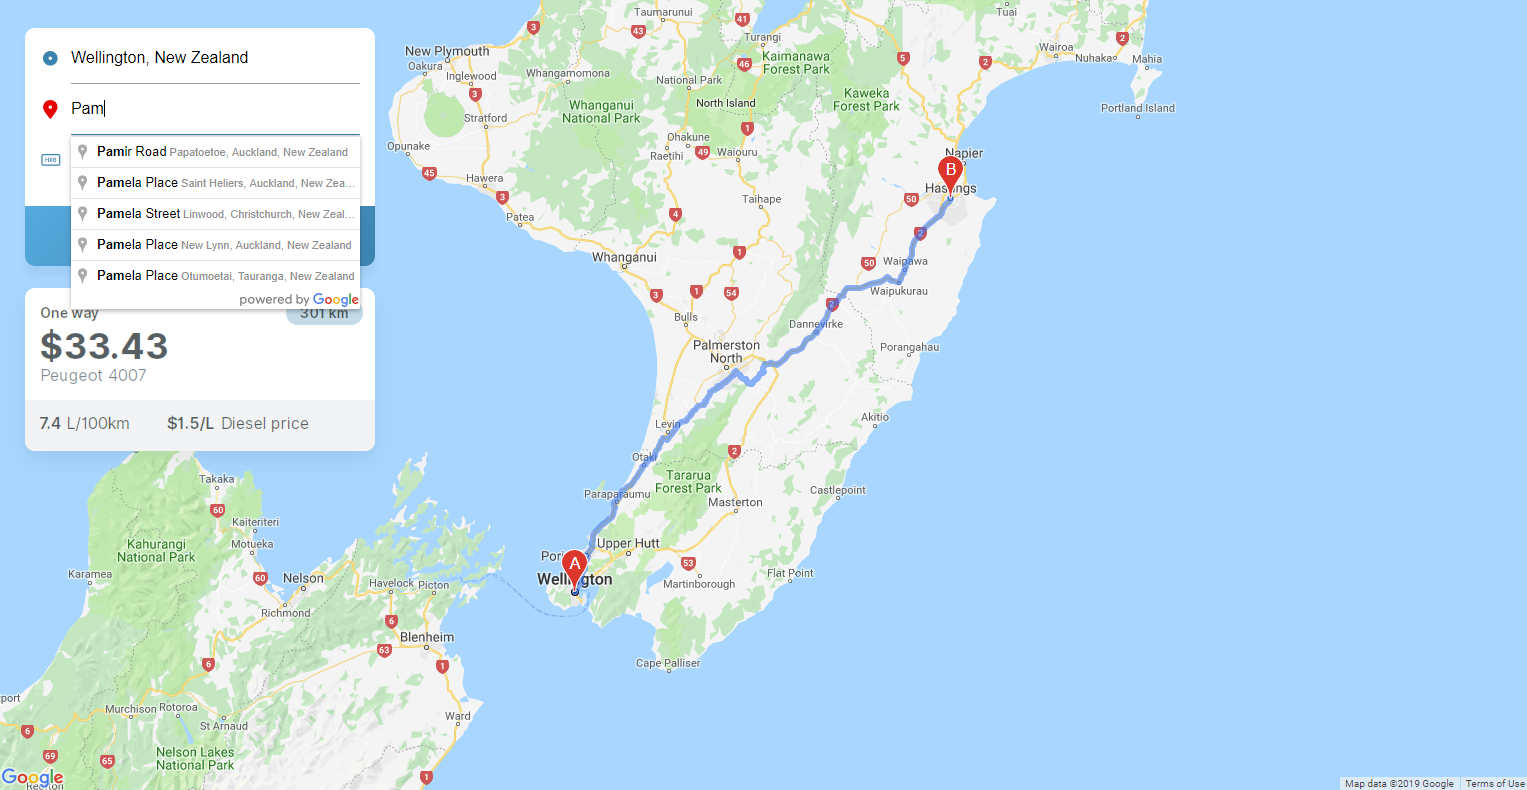 Wellington, New Zealand
Pam
Pamir Road Papatoetoe, Auckland, New Zealand
Pamela Place Saint Heliers, Auckland, New Zea...
Pamela Street Linwood, Christchurch, New Zeal...
Pamela Place New Lynn, Auckland, New Zealand
Pamela Place Otumoetai, Tauranga, New Zealand
powered by Google
One way
301 km
$33.43
Peugeot 4007
7.4 L/100km
$1.5/L Diesel price
Taumarunui
Tuai
3
43
41
Turangi
2
New Plymouth
Oakura
Inglewood
Whangamomona
46
Kaimanawa
Forest Park
5
2
Wairoa
Nuhaka
Mahia
National Park
3
Stratford
Whanganui
National Park
North Island
Kaweka
Forest Park
Portland Island
Opunake
Ohakune
1
Raetihi
49
Waiouru
Napier
45
Hawera
3
B
Hastings
Patea
4
Taihape
50
2
Whanganui
1
50
Waipawa
Waipukurau
3
1
54
2
Bulls
Dannevirke
Palmerston
North
Porangahau
Levin
Akitio
2
Otaki
Tararua
Forest Park
Paraparaumu
Castlepoint
Masterton
Takaka
60
Kaiteriteri
Motueka
Kahurangi
National Park
Upper Hutt
A
Wellington
53
Martinborough
Flat Point
Karamea
60
Nelson
Havelock
Picton
Richmond
6
Blenheim
63
Cape Palliser
6
1
Murchison
Rotoroa
St Arnaud
Ward
6
69
65
Nelson Lakes
National Park
1
Google
Map data ©2019 Google
Terms of Use